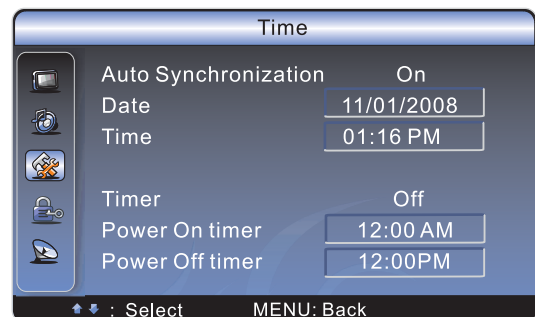 Time
Auto Synchronization On
Date 11/01/2008
Time 01:16 PM
Timer Off
Power On timer 12:00 AM
Power Off timer 12:00PM
: Select MENU: Back